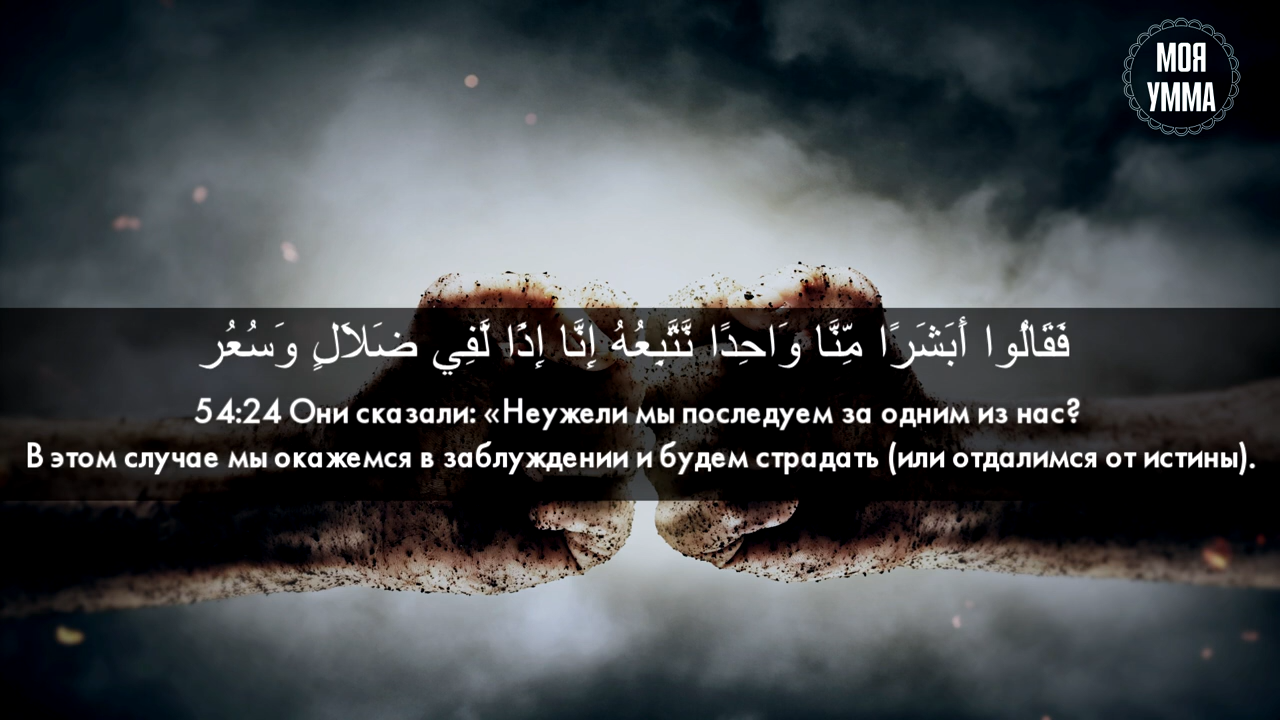 МОЯ
УММА
فَقَالُوا أَبَشَرًا مِّنَّا وَاحِدًا نَّتَّبِعُهُ إِنَّا إِذًا لَّفِي ضَلَالٍ وَسُعُرٍ
54:24 Они сказали: «Неужели мы последуем за одним из нас?
В этом случае мы окажемся в заблуждении и будем страдать (или отдалимся от истины).